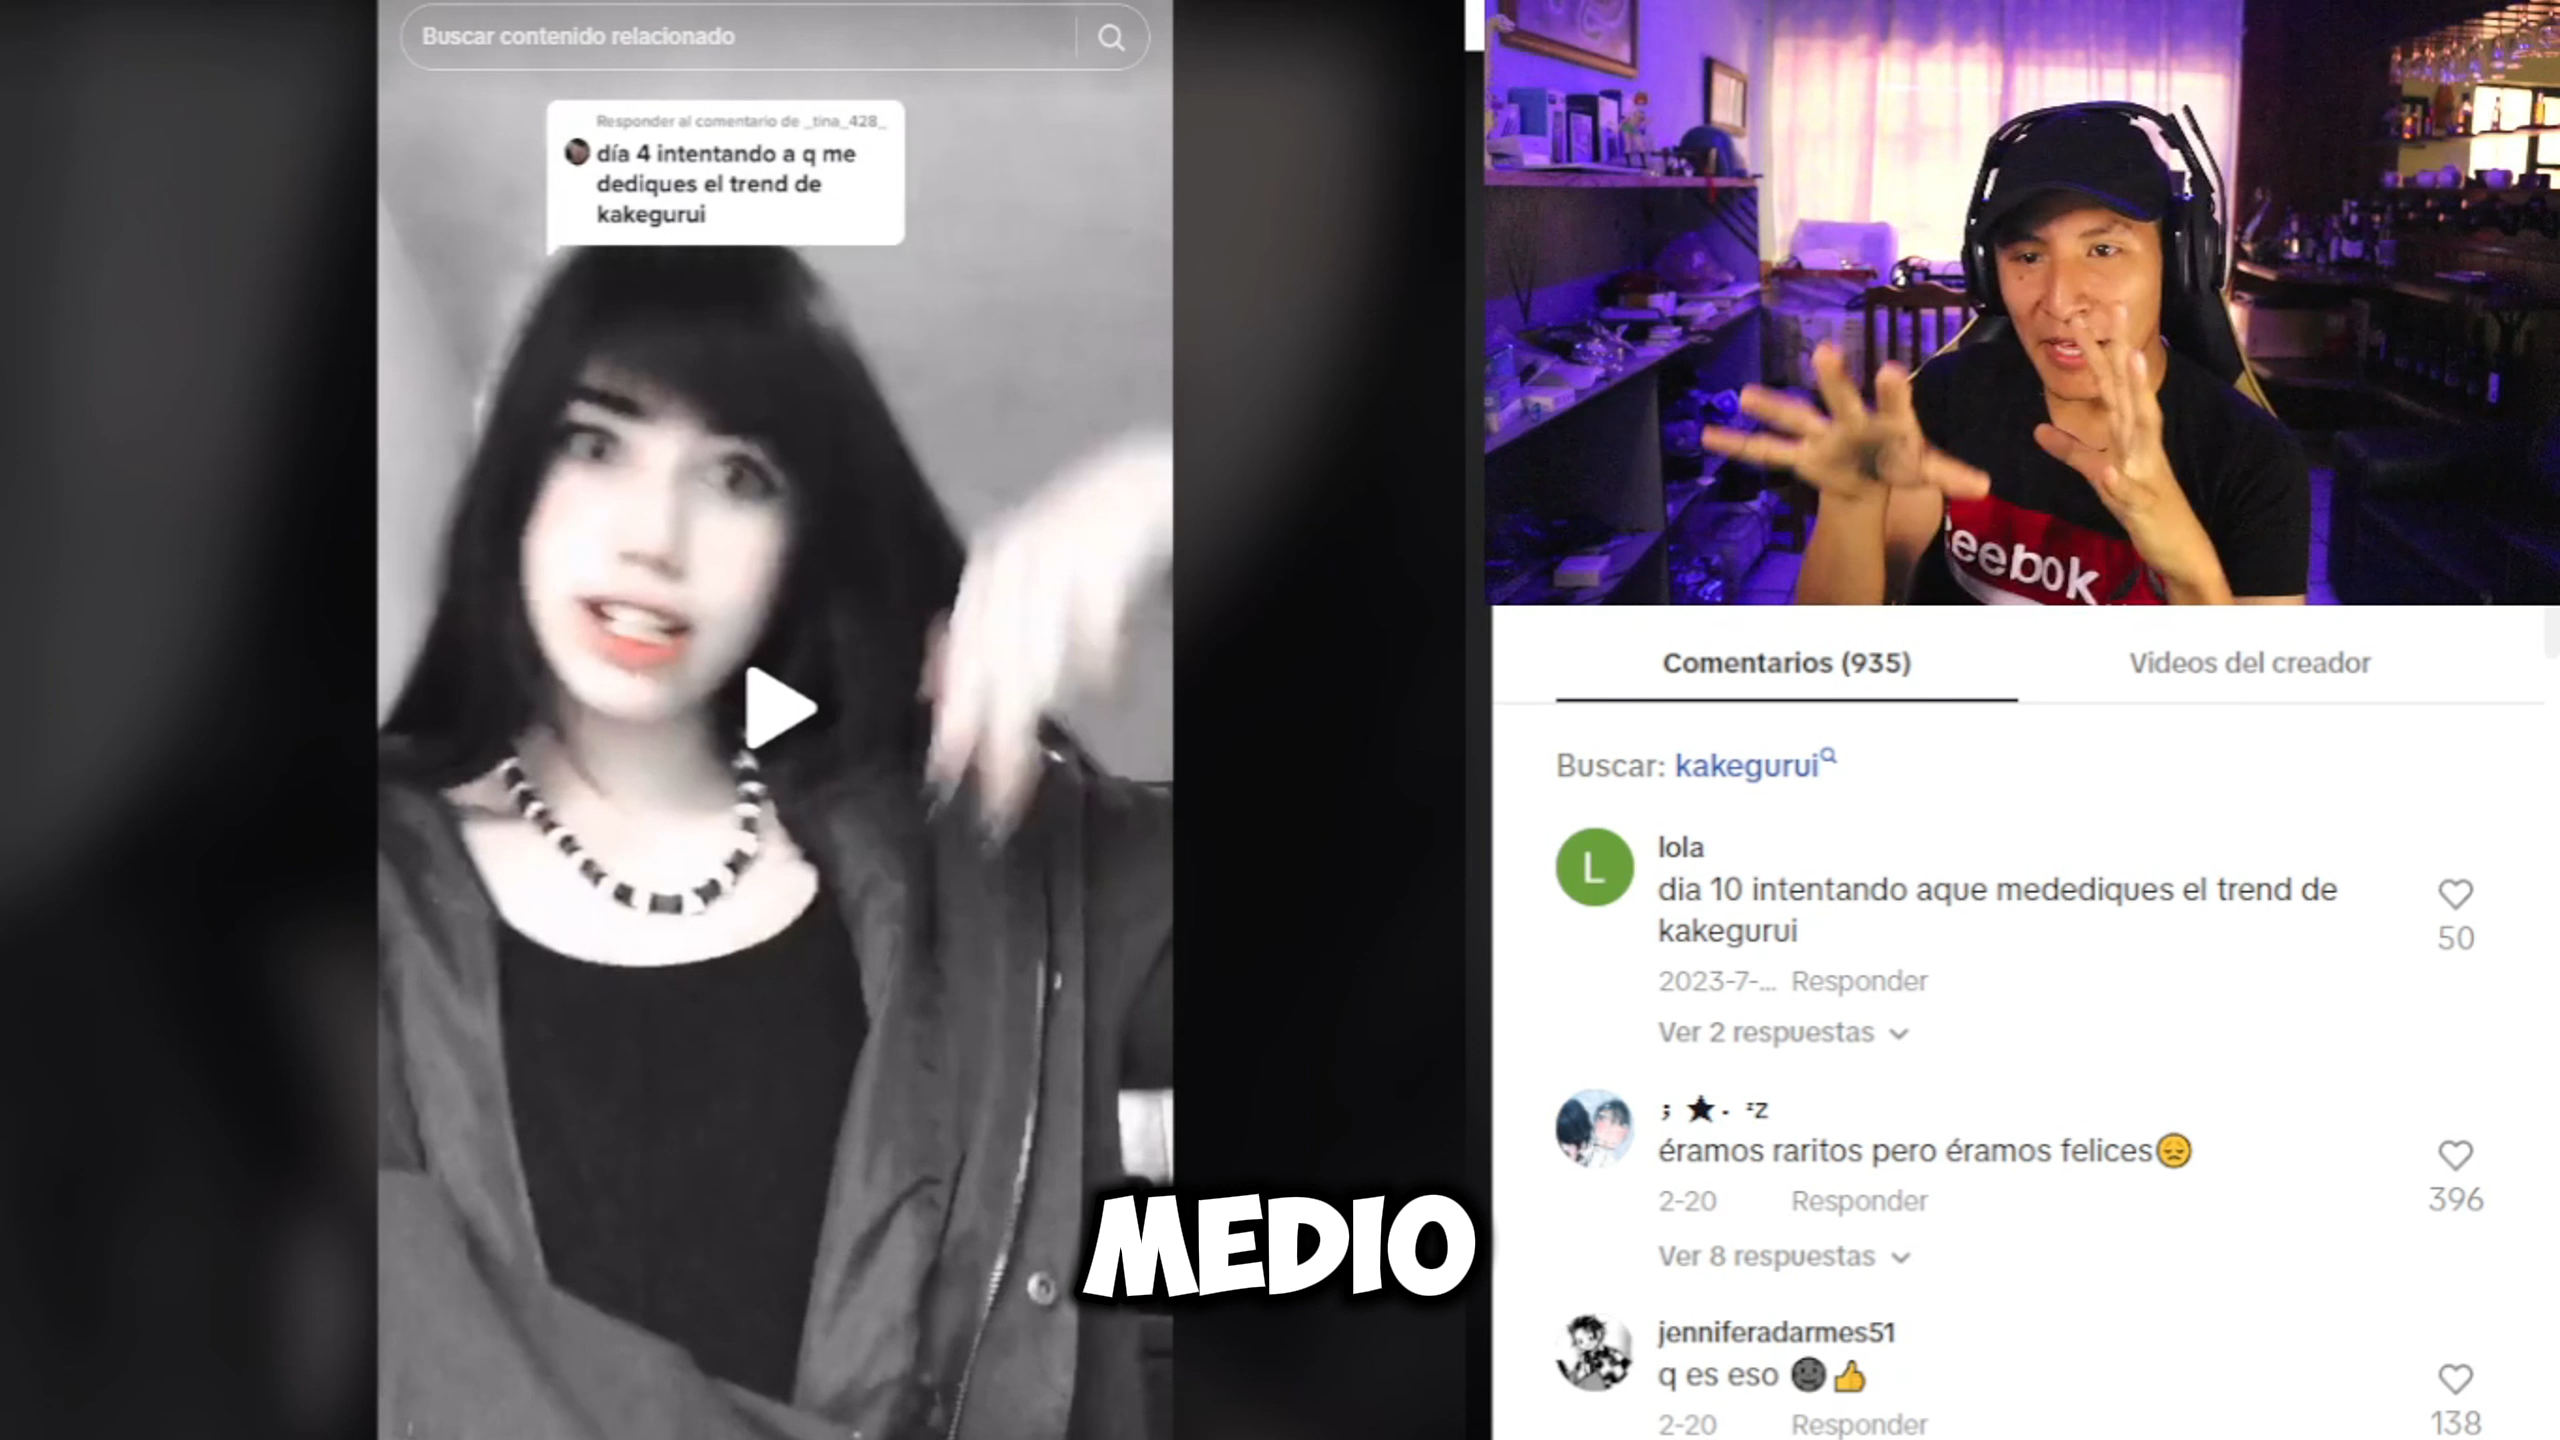 Buscar contenido relacionado
Responder al comentario de _tina_428_
día 4 intentando a q me
dediques el trend de
kakegurui
eebok
Comentarios (935)
Videos del creador
Buscar: kakegurui
L
lola
dia 10 intentando aque medediques el trend de
kakegurui
50
2023-7-... Responder
Ver 2 respuestas
; ★. ᶻz
éramos raritos pero éramos felices😞
396
2-20 Responder
Ver 8 respuestas
MEDIO
jenniferadarmes51
q es eso 🌚👍
138
2-20 Responder